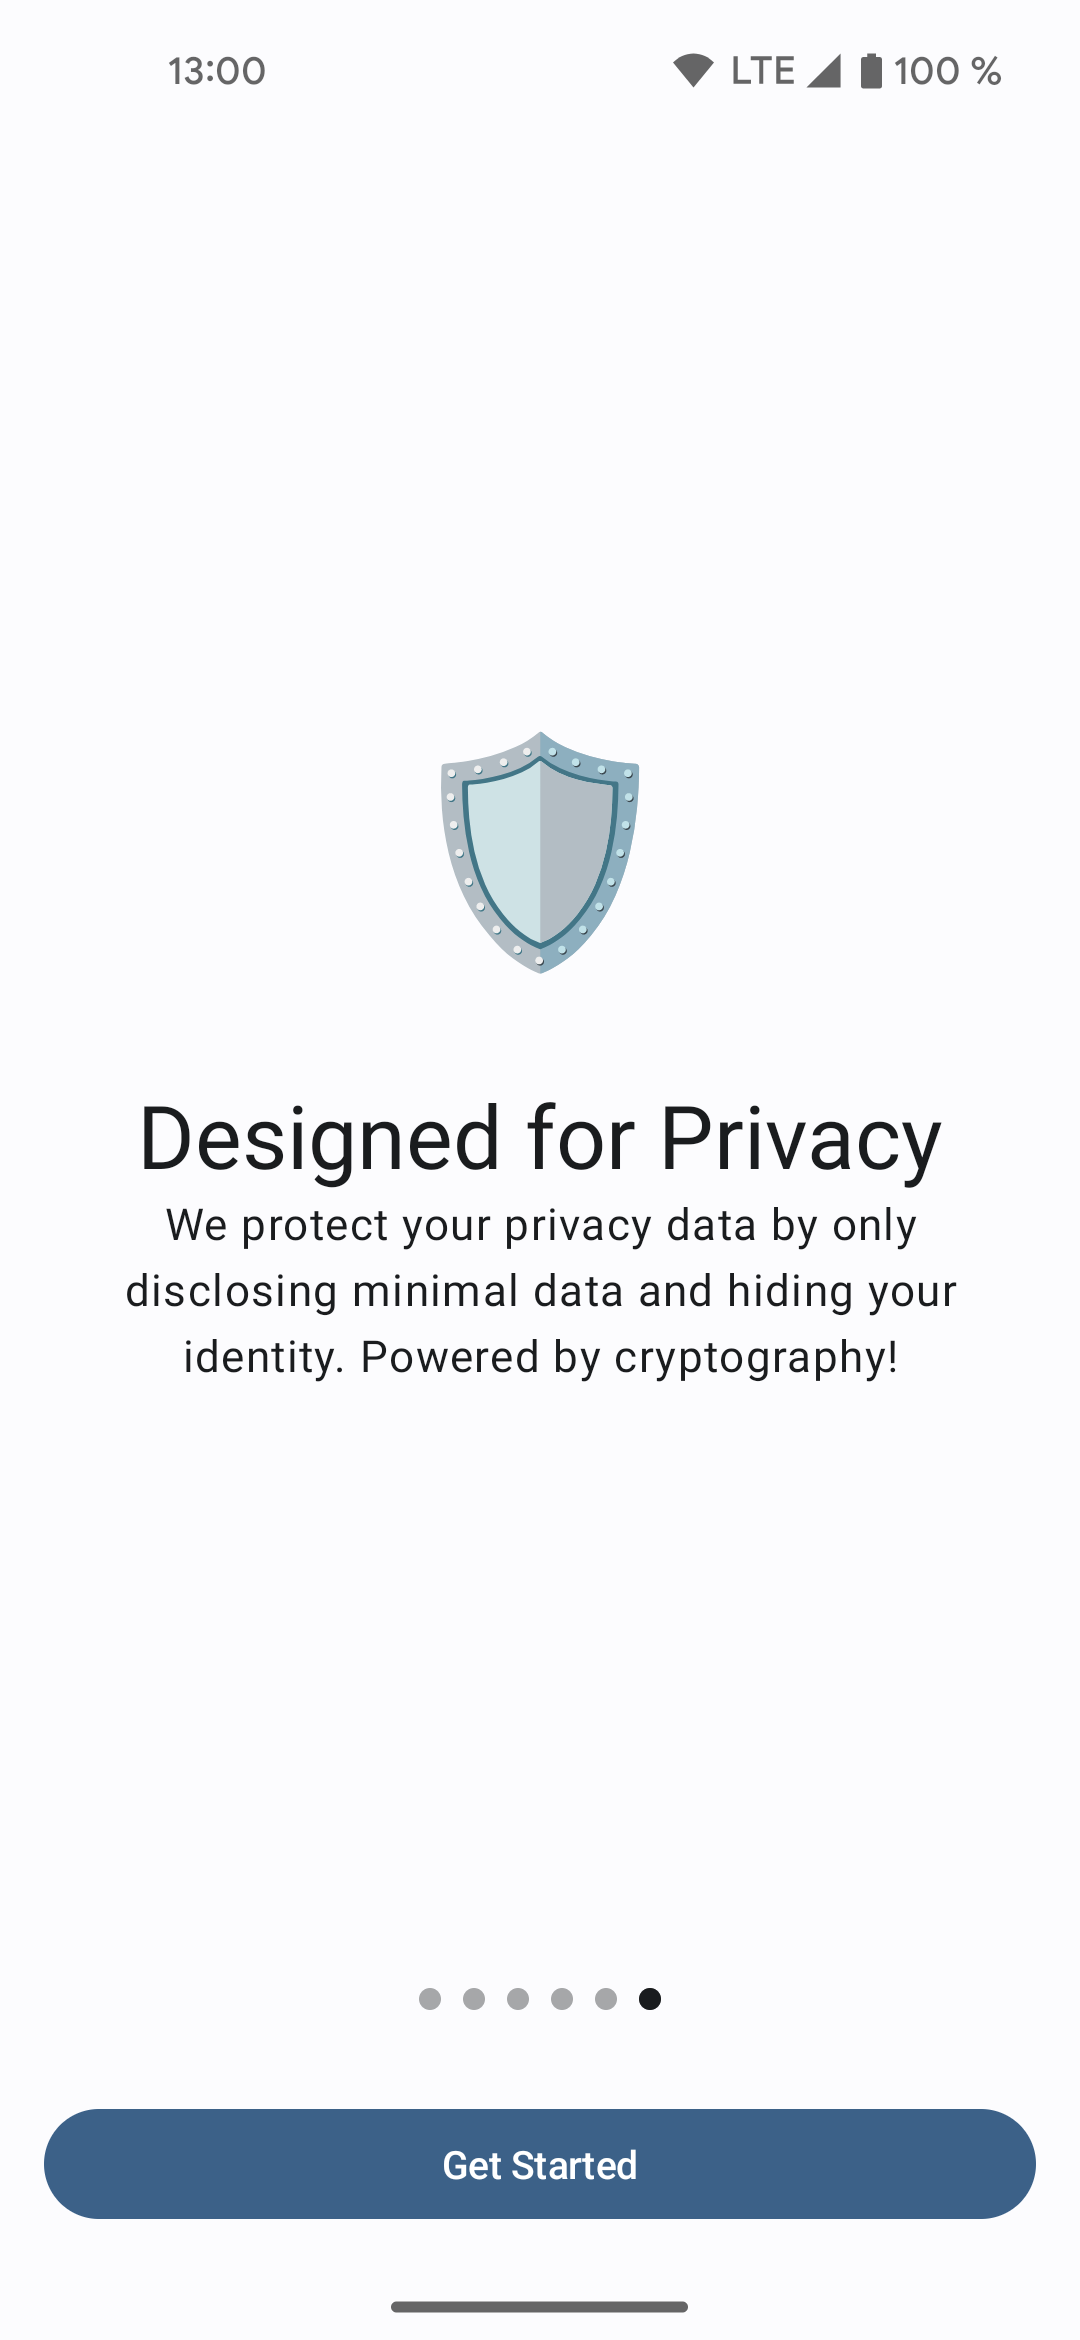 13:00
LTE 100 %
Designed for Privacy
We protect your privacy data by only
disclosing minimal data and hiding your
identity. Powered by cryptography!
Get Started